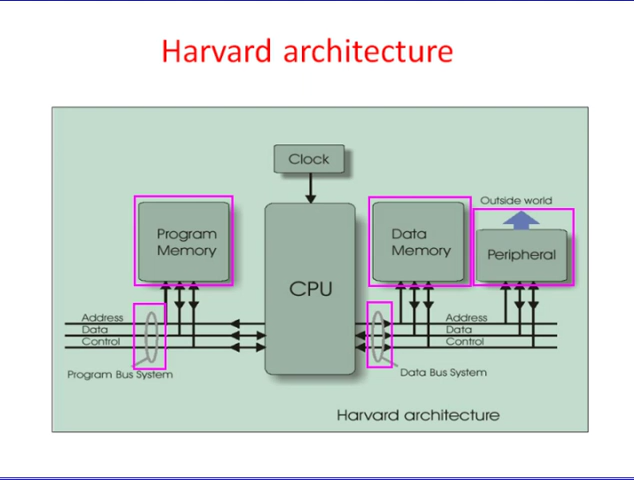 Harvard architecture
Clock
Outside world
Program
Memory
Data
Memory
Peripheral
CPU
Address
Data
Control
Address
Data
Control
Program Bus System
Data Bus System
Harvard architecture